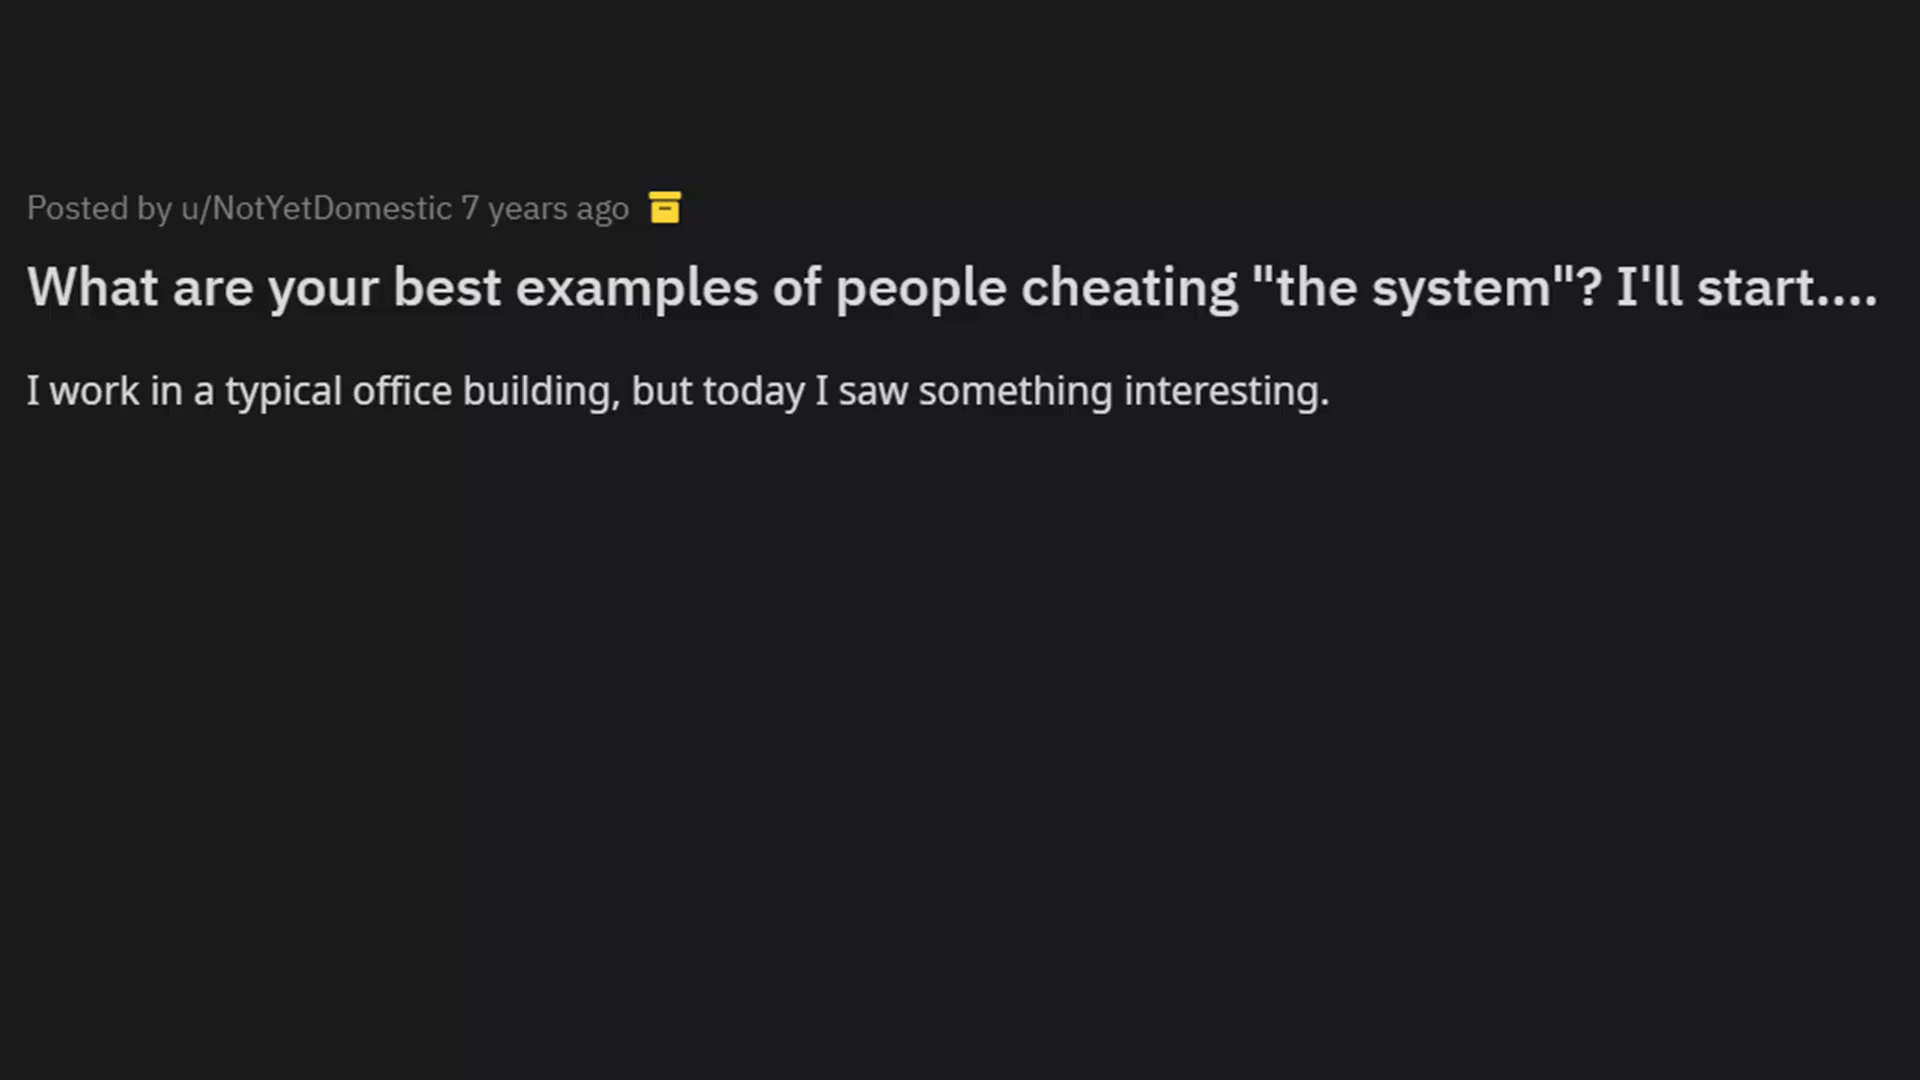 Posted by u/NotYetDomestic 7 years ago
What are your best examples of people cheating "the system"? I'll start....
I work in a typical office building, but today I saw something interesting.